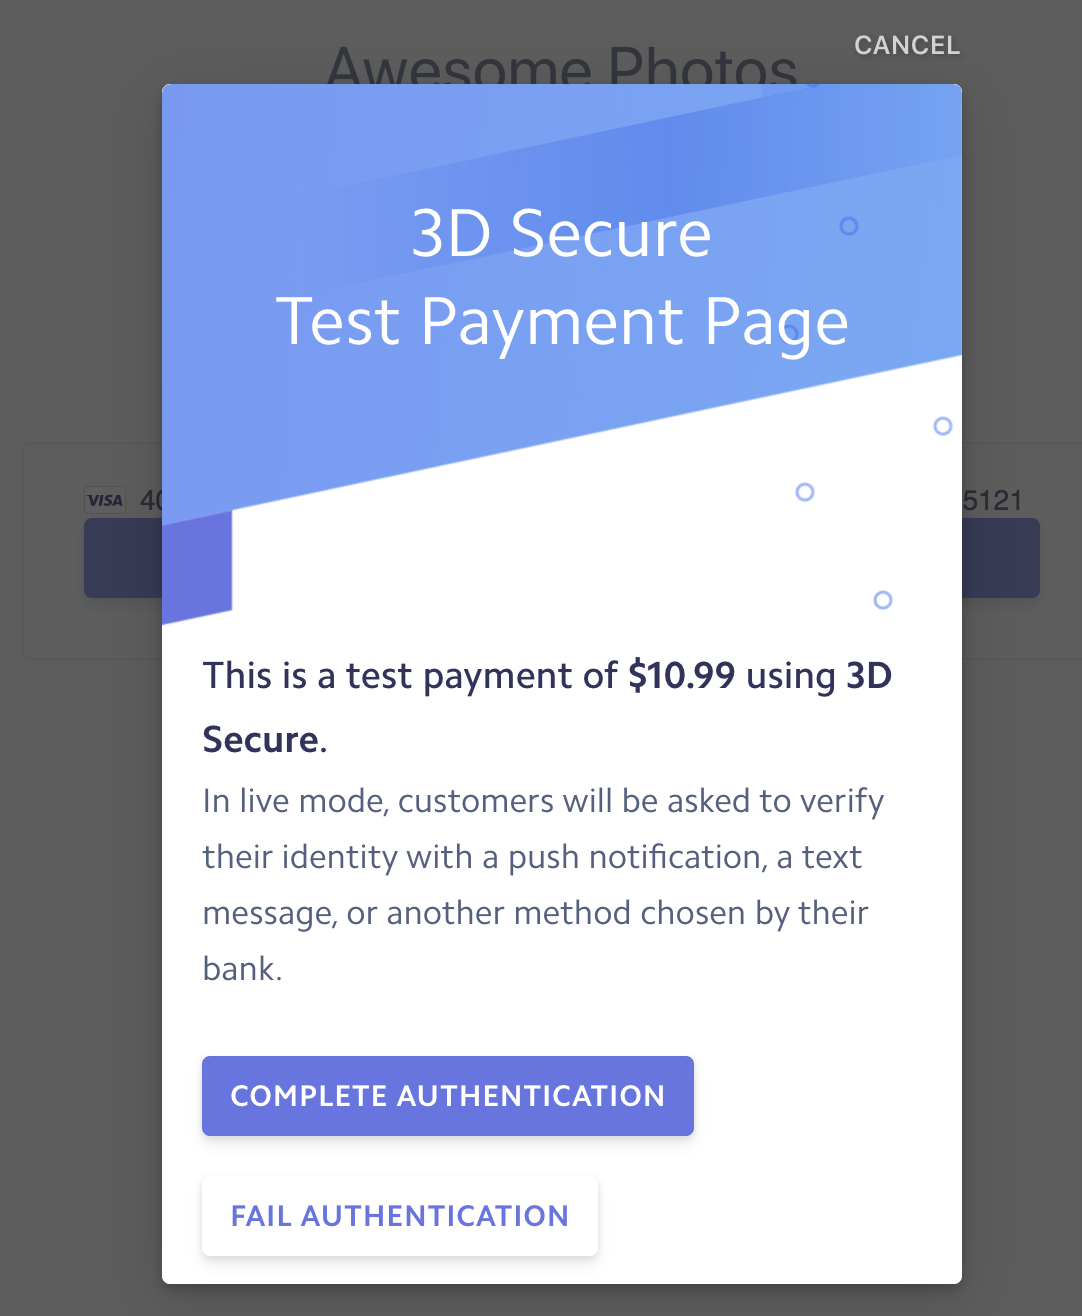 CANCEL
Awesome Photos
3D Secure
Test Payment Page
VISA 40
5121
This is a test payment of $10.99 using 3D
Secure.
In live mode, customers will be asked to verify
their identity with a push notification, a text
message, or another method chosen by their
bank.
COMPLETE AUTHENTICATION
FAIL AUTHENTICATION